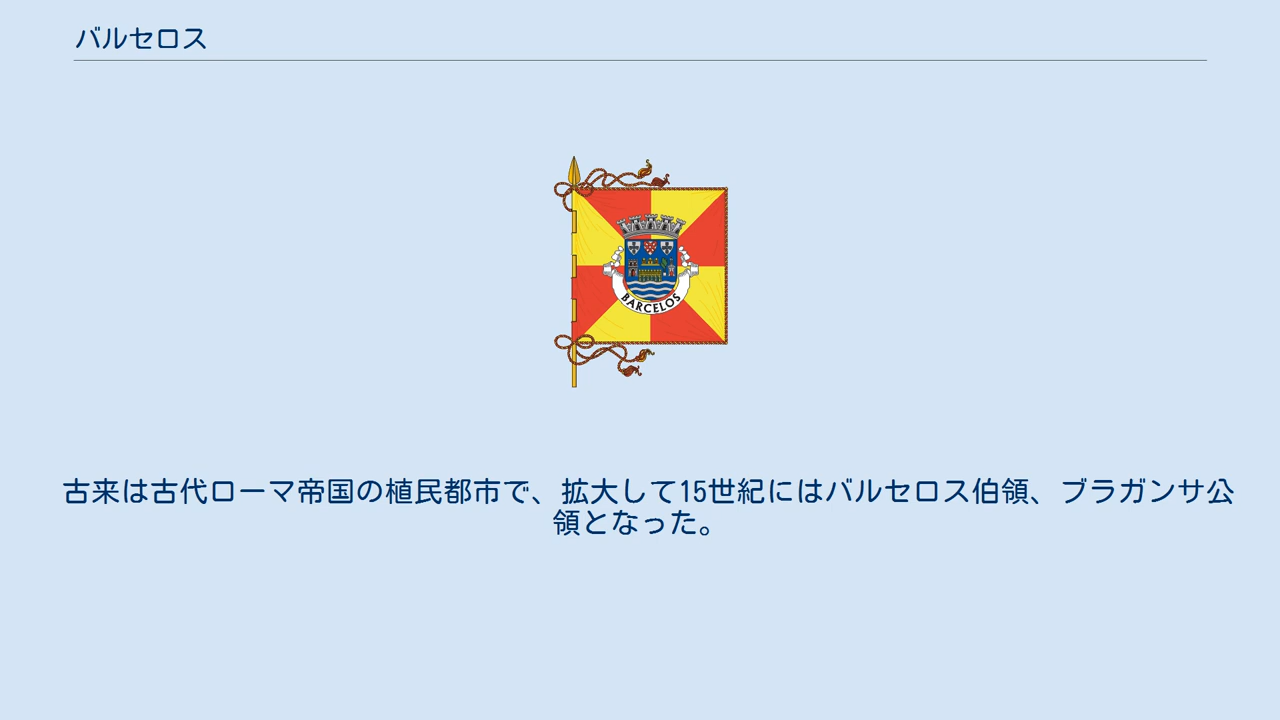 バルセロス
BARCELOS
古来は古代ローマ帝国の植民都市で、拡大して15世紀にはバルセロス伯領、ブラガンサ公
領となった。